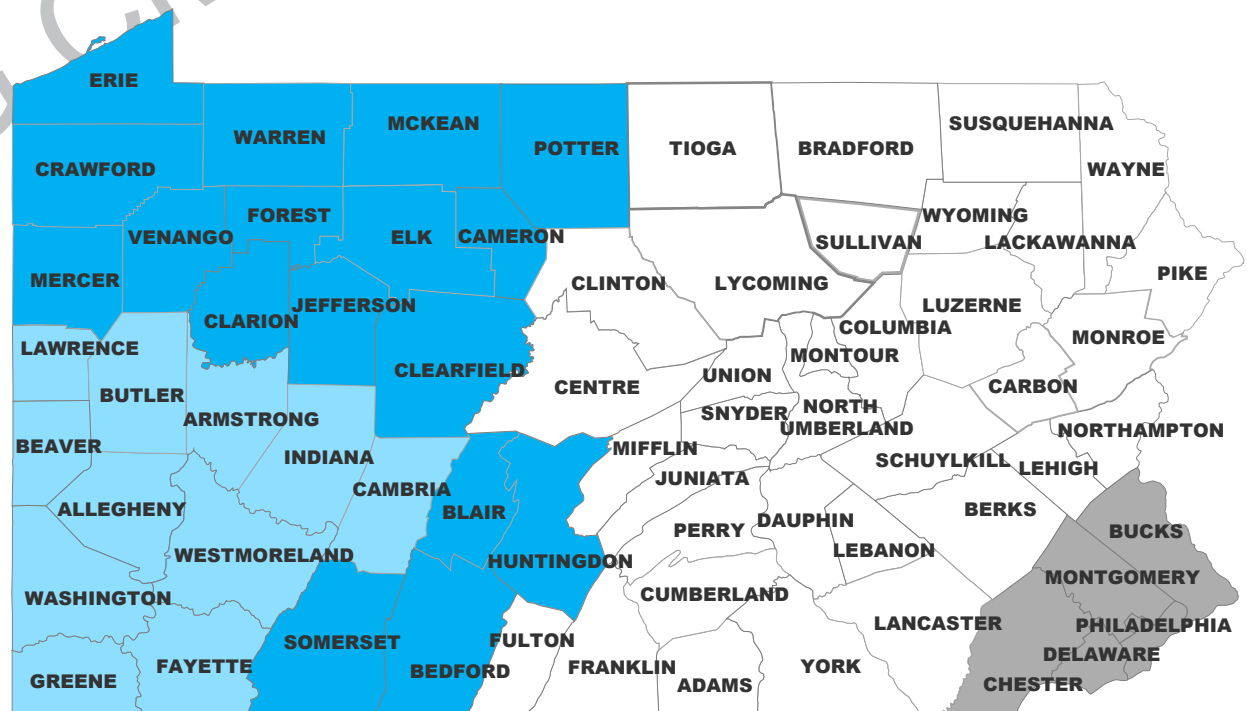 ERIE
WARREN
MCKEAN
POTTER
TIOGA
BRADFORD
SUSQUEHANNA
WAYNE
CRAWFORD
FOREST
VENANGO
ELK
CAMERON
SULLIVAN
WYOMING
LACKAWANNA
MERCER
CLINTON
LYCOMING
PIKE
JEFFERSON
CLARION
LUZERNE
COLUMBIA
MONROE
LAWRENCE
MONTOUR
CLEARFIELD
CENTRE
UNION
CARBON
BUTLER
ARMSTRONG
SNYDER
NORTH
UMBERLAND
NORTHAMPTON
BEAVER
INDIANA
MIFFLIN
SCHUYLKILL
LEHIGH
CAMBRIA
JUNIATA
ALLEGHENY
BLAIR
PERRY
DAUPHIN
BERKS
BUCKS
WESTMORELAND
HUNTINGDON
LEBANON
MONTGOMERY
WASHINGTON
CUMBERLAND
LANCASTER
PHILADELPHIA
SOMERSET
FULTON
DELAWARE
GREENE
FAYETTE
BEDFORD
FRANKLIN
ADAMS
YORK
CHESTER